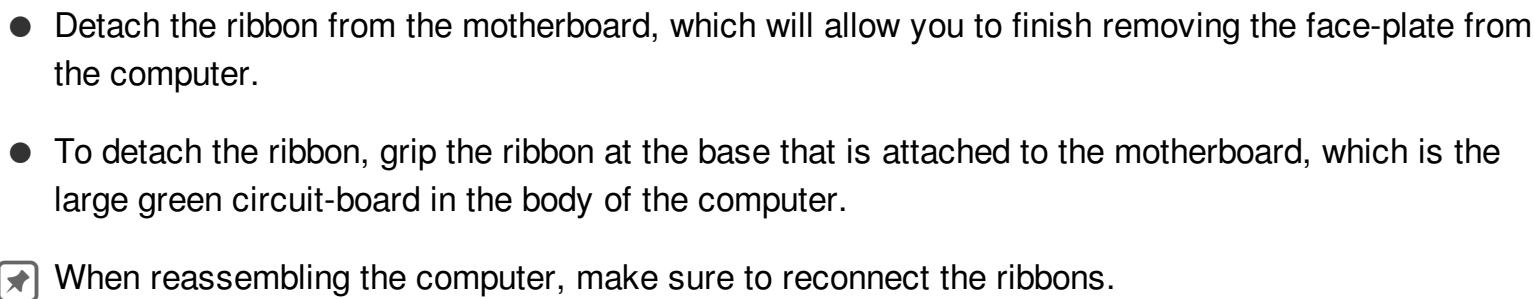 ● Detach the ribbon from the motherboard, which will allow you to finish removing the face-plate from
the computer.
● To detach the ribbon, grip the ribbon at the base that is attached to the motherboard, which is the
large green circuit-board in the body of the computer.
When reassembling the computer, make sure to reconnect the ribbons.